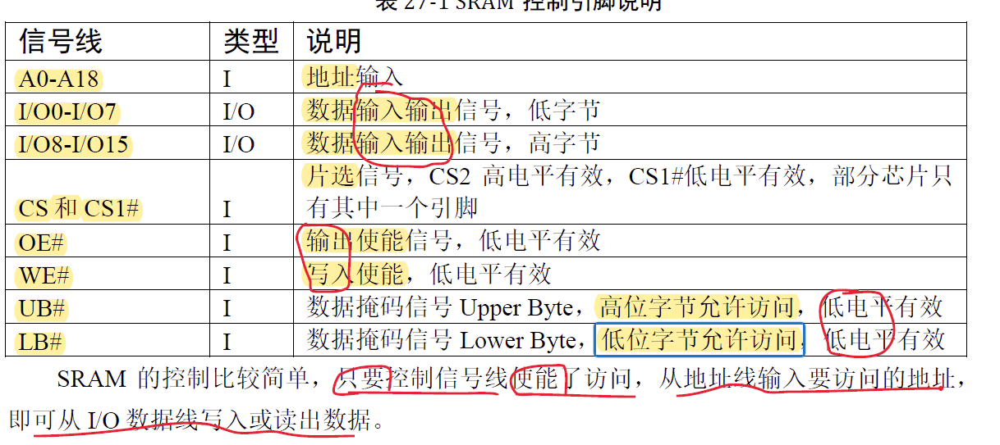 表 27-1 SRAM 控制引脚说明
信号线 类型 说明
A0-A18 I 地址输入
I/O0-I/O7 I/O 数据输入输出信号，低字节
I/O8-I/O15 I/O 数据输入输出信号，高字节
片选信号，CS2 高电平有效，CS1#低电平有效，部分芯片只
CS 和 CS1# I 有其中一个引脚
OE# I 输出使能信号，低电平有效
WE# I 写入使能，低电平有效
UB# I 数据掩码信号 Upper Byte，高位字节允许访问，低电平有效
LB# I 数据掩码信号 Lower Byte，低位字节允许访问，低电平有效
SRAM 的控制比较简单，只要控制信号线使能了访问，从地址线输入要访问的地址，
即可从 I/O 数据线写入或读出数据。